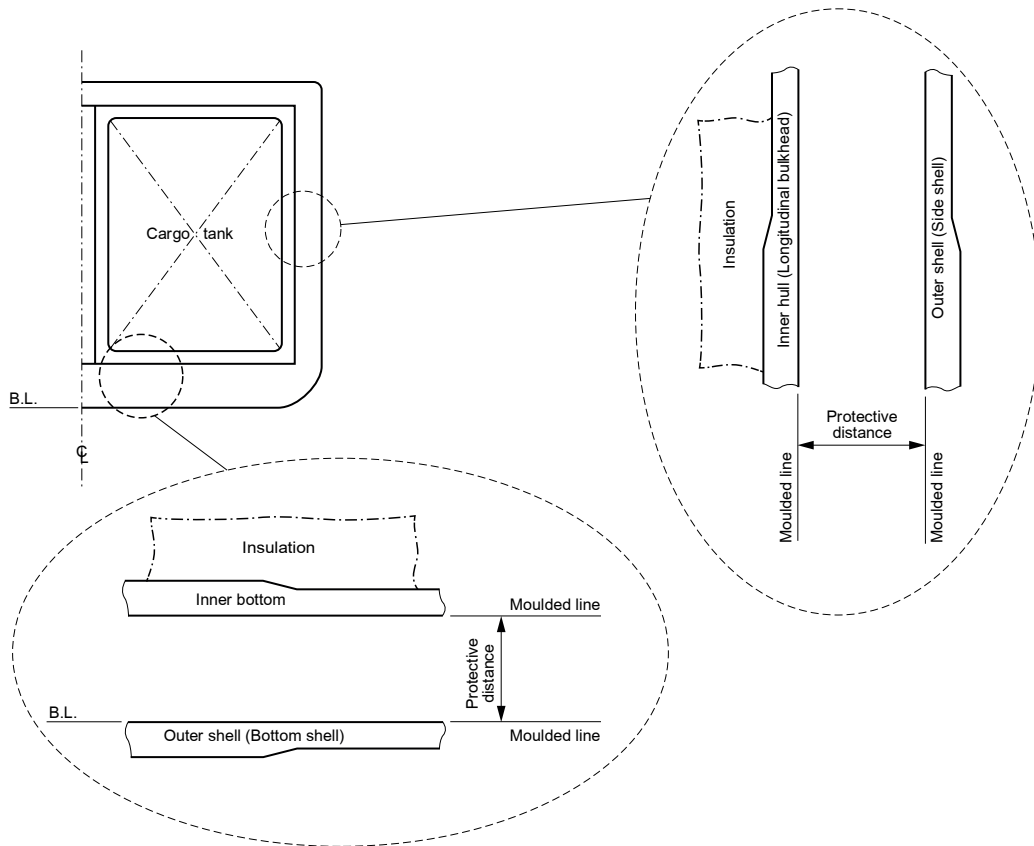 Cargo tank
B.L.
℄
Insulation
Inner hull (Longitudinal bulkhead)
Outer shell (Side shell)
Protective
distance
Moulded line
Moulded line
Insulation
Inner bottom
Moulded line
Protective
distance
B.L.
Outer shell (Bottom shell)
Moulded line